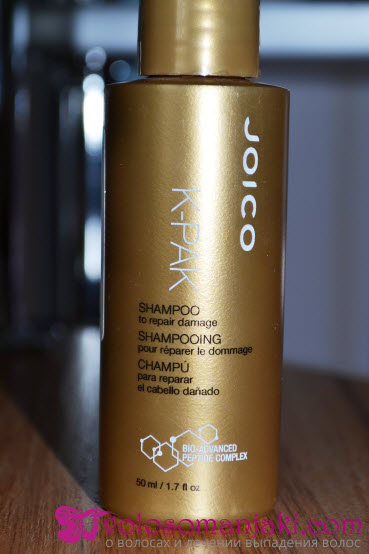 JOICO
K-PAK
SHAMPOO
to repair damage
SHAMPOOING
pour réparer le dommage
CHAMPÚ
para reparar
el cabello dañado
BIO-ADVANCED
PEPTIDE COMPLEX
50 ml / 1.7 fl oz
volosomanjaki.com
о волосах и лечении выпадения волос